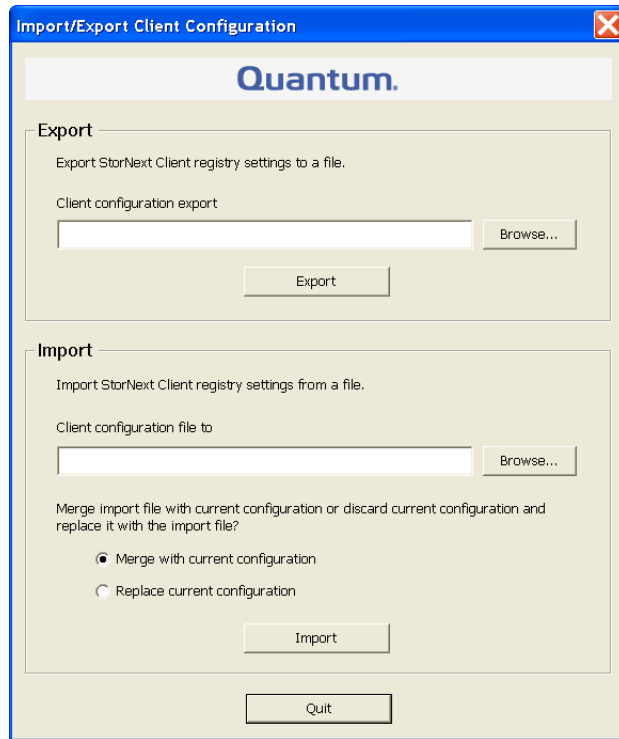 Import/Export Client Configuration
Quantum.
Export
Export StorNext Client registry settings to a file.
Client configuration export
Browse...
Export
Import
Import StorNext Client registry settings from a file.
Client configuration file to
Browse...
Merge import file with current configuration or discard current configuration and
replace it with the import file?
Merge with current configuration
Replace current configuration
Import
Quit